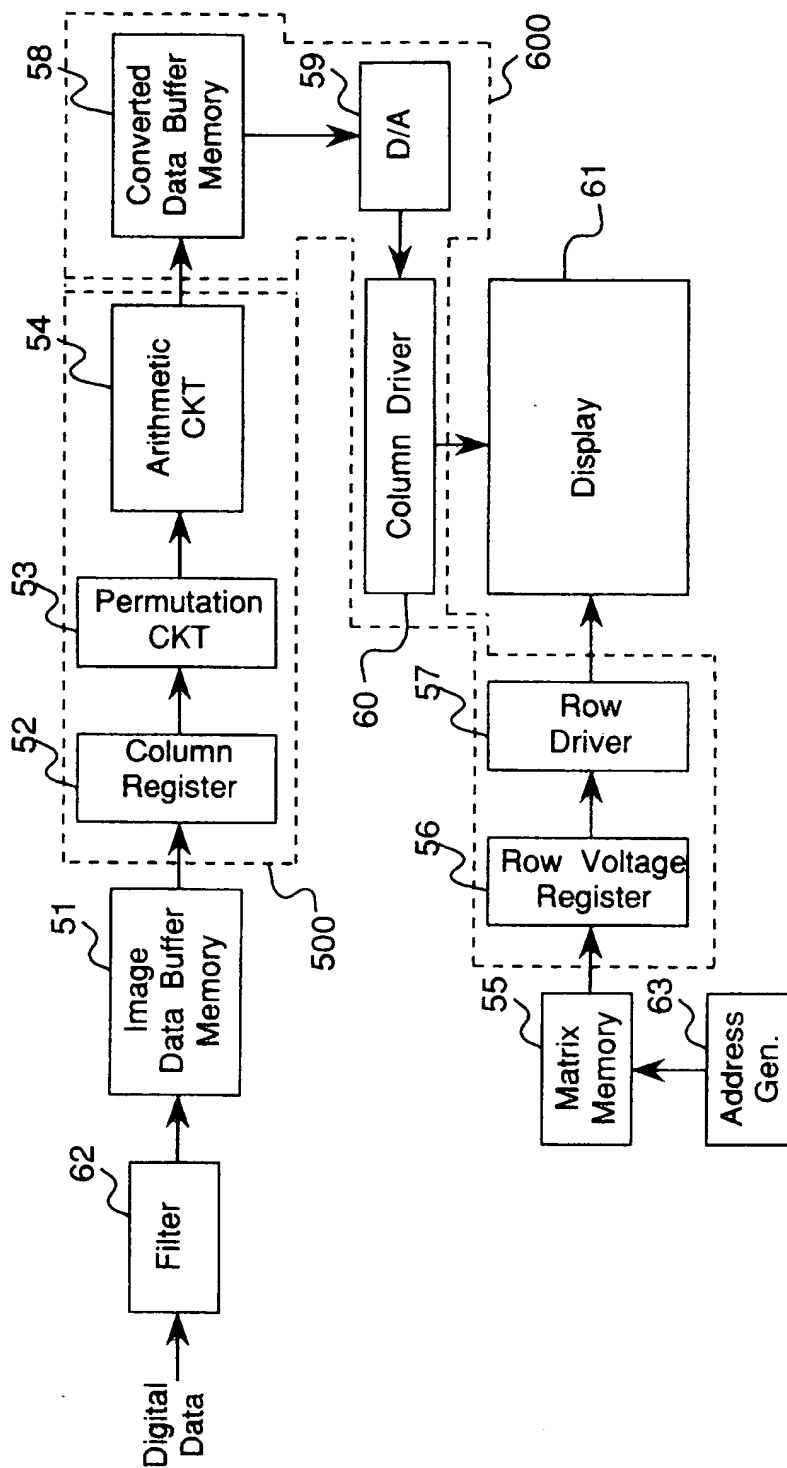 Digital
Data
Filter
62
Image
Data Buffer
Memory
51
500
Column
Register
52
Permutation
CKT
53
Arithmetic
CKT
54
Converted
Data Buffer
Memory
58
D/A
59
600
Column Driver
60
Display
61
Row
Driver
57
Row Voltage
Register
56
Matrix
Memory
55
Address
Gen.
63